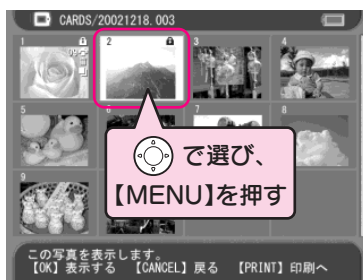 CARDS/20021218.003
1
2
3
4
09-
5
6
7
8
で選び、
【MENU】を押す
9
この写真を表示します。
【OK】表示する 【CANCEL】戻る 【PRINT】印刷へ